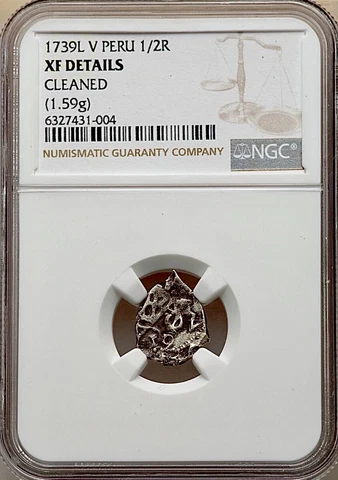 1739L V PERU 1/2R
XF DETAILS
CLEANED
(1.59g)
6327431-004
NUMISMATIC GUARANTY COMPANY NGC®